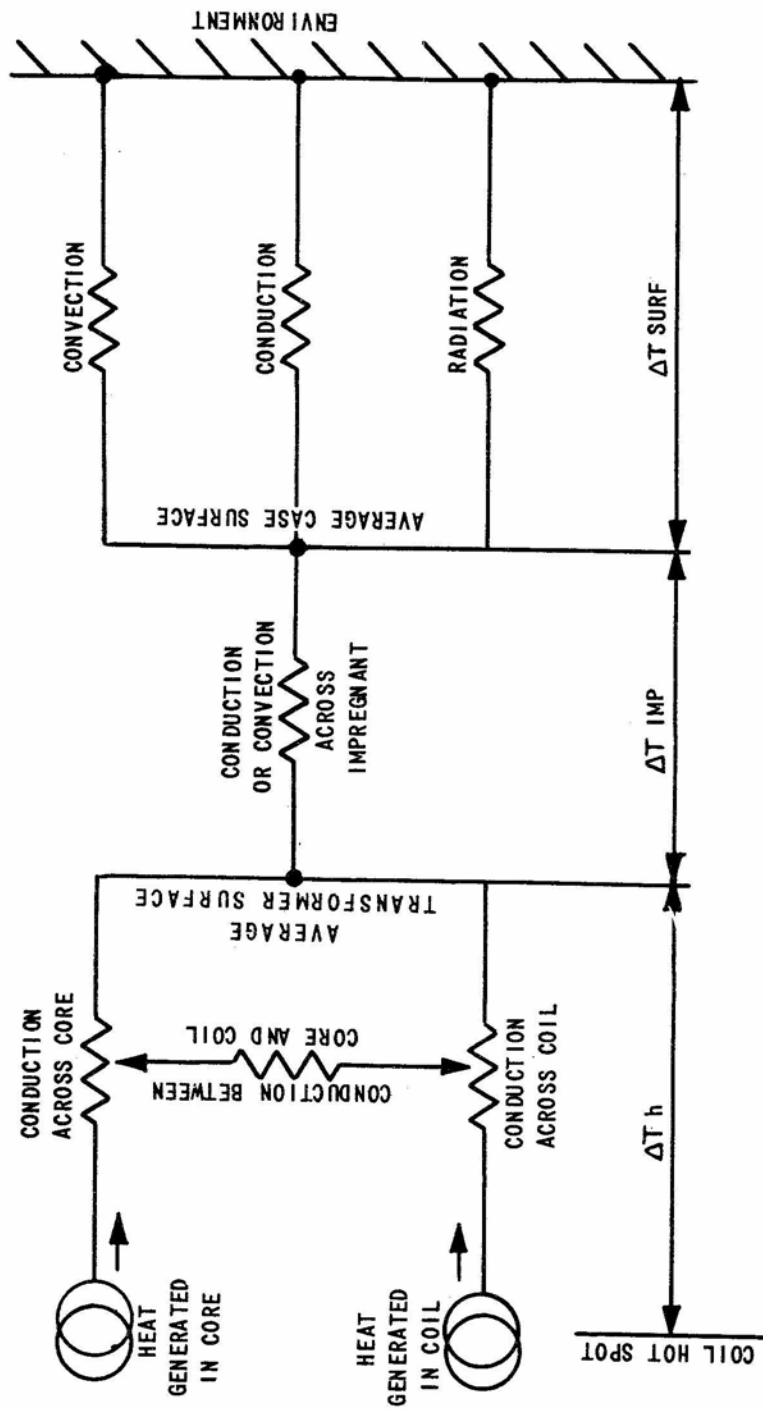 HEAT
GENERATED
IN CORE
CONDUCTION
ACROSS CORE
CONDUCTION BETWEEN
CORE AND COIL
HEAT
GENERATED
IN COIL
CONDUCTION
ACROSS COIL
AVERAGE
TRANSFORMER SURFACE
CONDUCTION
OR CONVECTION
ACROSS
IMPREGNANT
AVERAGE CASE SURFACE
CONVECTION
CONDUCTION
RADIATION
ENVIRONMENT
COIL HOT SPOT
ΔT h
ΔT IMP
ΔT SURF